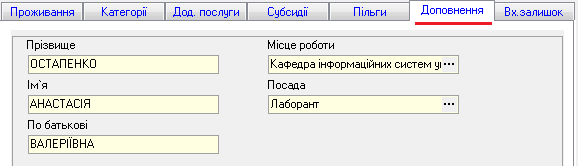 Проживання Категорії Дод. послуги Субсидії Пільги Доповнення Вх.залишок
Прізвище Місце роботи
ОСТАПЕНКО Кафедра інформаційних систем у ...
Ім`я Посада
АНАСТАСІЯ Лаборант ...
По батькові
ВАЛЕРІЇВНА